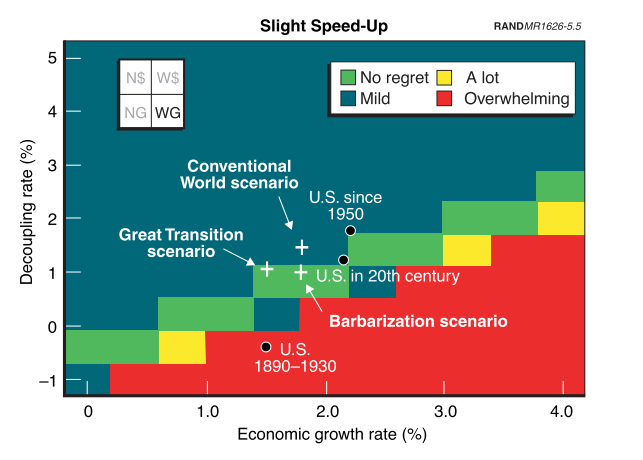 Slight Speed-Up
RANDMR1626-5.5
N$ W$
NG WG
No regret A lot
Mild Overwhelming
Decoupling rate (%)
5
4
3
2
1
0
–1
Conventional
World scenario
U.S. since
1950
Great Transition
scenario
U.S. in 20th century
Barbarization scenario
U.S.
1890–1930
0 1.0 2.0 3.0 4.0
Economic growth rate (%)